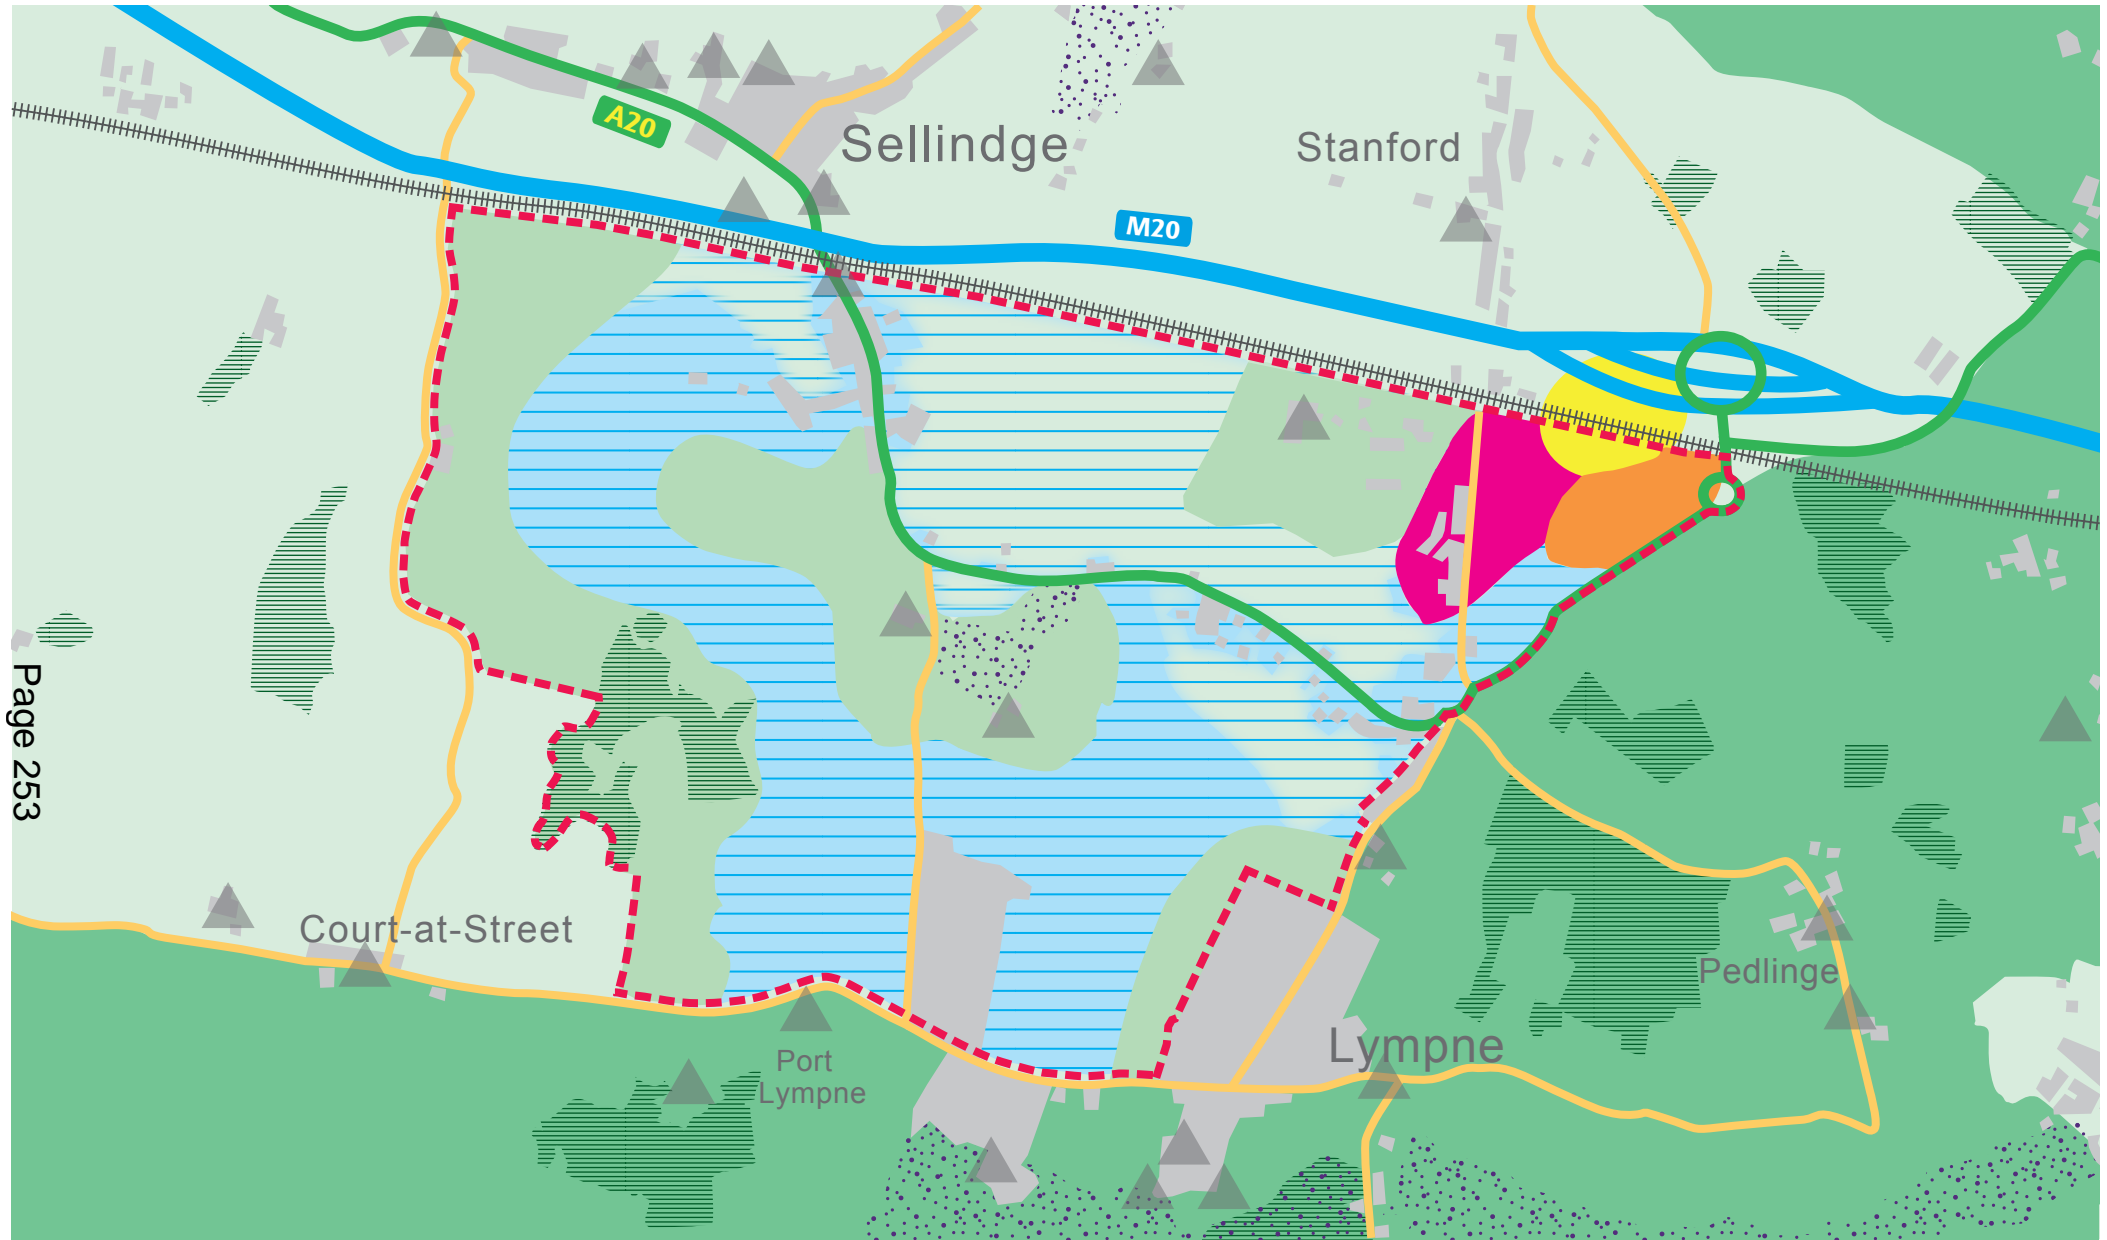 A20
Sellindge
Stanford
M20
Page 253
Court-at-Street
Pedlinge
Lympne
Port
Lympne